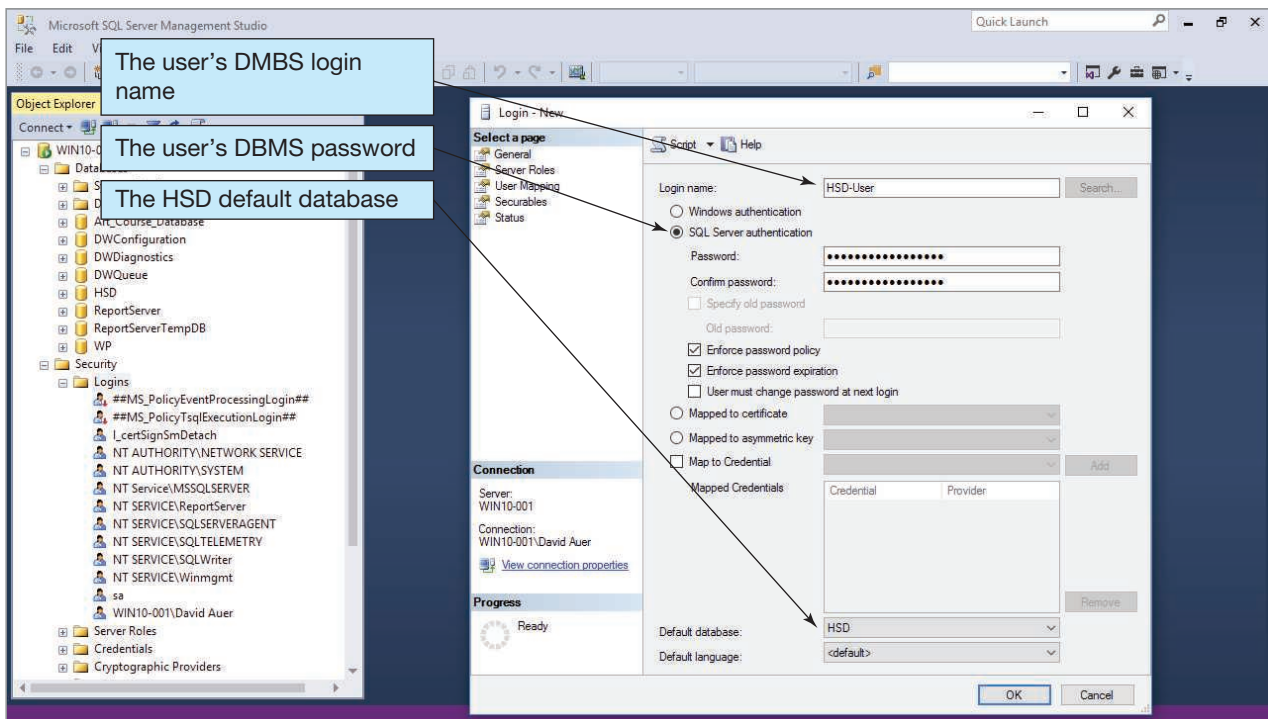 Microsoft SQL Server Management Studio
Quick Launch
File Edit
The user's DMBS login
name
The user's DBMS password
The HSD default database
Object Explorer
Connect
WIN10-0
Art_Course_Database
DWConfiguration
DWDiagnostics
DWQueue
HSD
ReportServer
ReportServerTempDB
WP
Security
Logins
##MS_PolicyEventProcessingLogin##
##MS_PolicyTsqlExecutionLogin##
l_certSignSmDetach
NT AUTHORITY\NETWORK SERVICE
NT AUTHORITY\SYSTEM
NT Service\MSSQLSERVER
NT SERVICE\ReportServer
NT SERVICE\SQLSERVERAGENT
NT SERVICE\SQLTELEMETRY
NT SERVICE\SQLWriter
NT SERVICE\Winmgmt
sa
WIN10-001\David Auer
Server Roles
Credentials
Cryptographic Providers
Login - New
Select a page
General
Server Roles
User Mapping
Securables
Status
Connection
Server:
WIN10-001
Connection:
WIN10-001\David Auer
View connection properties
Progress
Ready
Script Help
Login name: HSD-User Search...
Windows authentication
SQL Server authentication
Password: •••••••••••••••••
Confirm password: •••••••••••••••••
Specify old password
Old password:
Enforce password policy
Enforce password expiration
User must change password at next login
Mapped to certificate
Mapped to asymmetric key
Map to Credential Add
Mapped Credentials Credential Provider
Remove
Default database: HSD
Default language: <default>
OK Cancel